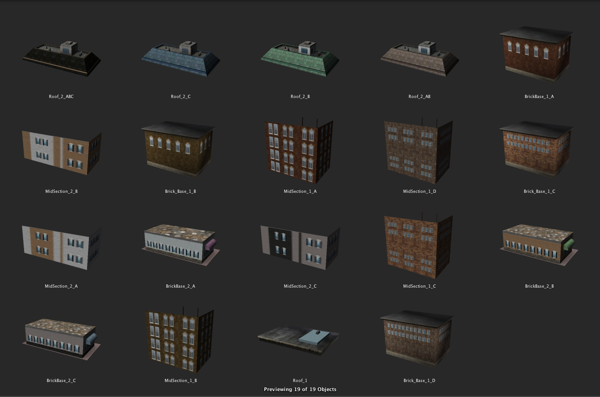 Roof_2_ABC
Roof_2_C
Roof_2_B
Roof_2_AB
BrickBase_1_A
MidSection_2_B
Brick_Base_1_B
MidSection_1_A
MidSection_1_D
Brick_Base_1_C
MidSection_2_A
BrickBase_2_A
MidSection_2_C
MidSection_1_C
BrickBase_2_B
BrickBase_2_C
MidSection_1_B
Roof_1
Brick_Base_1_D
Previewing 19 of 19 Objects